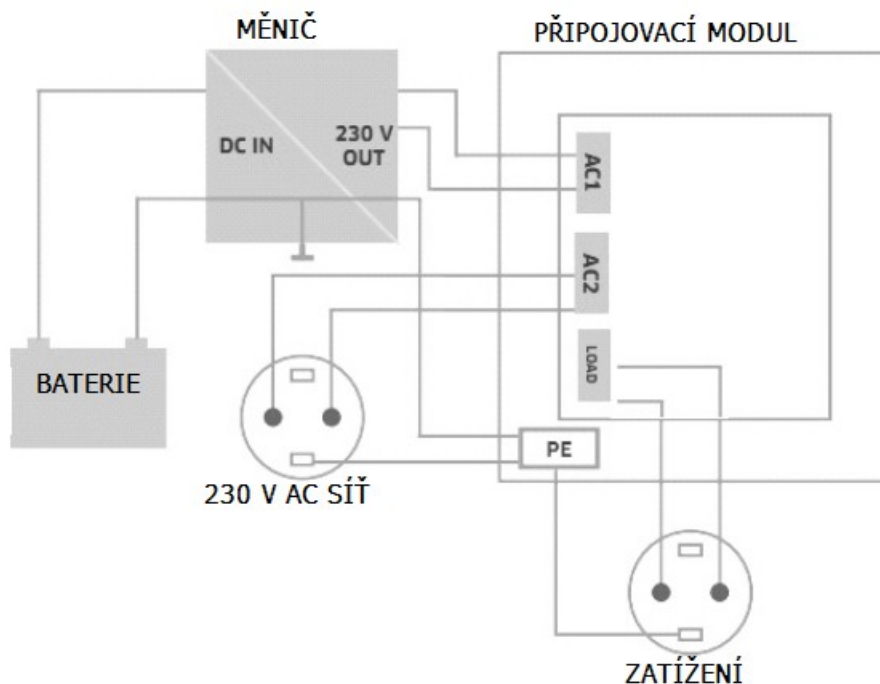 MĚNIČ
PŘIPOJOVACÍ MODUL
DC IN
230 V
OUT
AC1
AC2
LOAD
BATERIE
PE
230 V AC SÍŤ
ZATÍŽENÍ